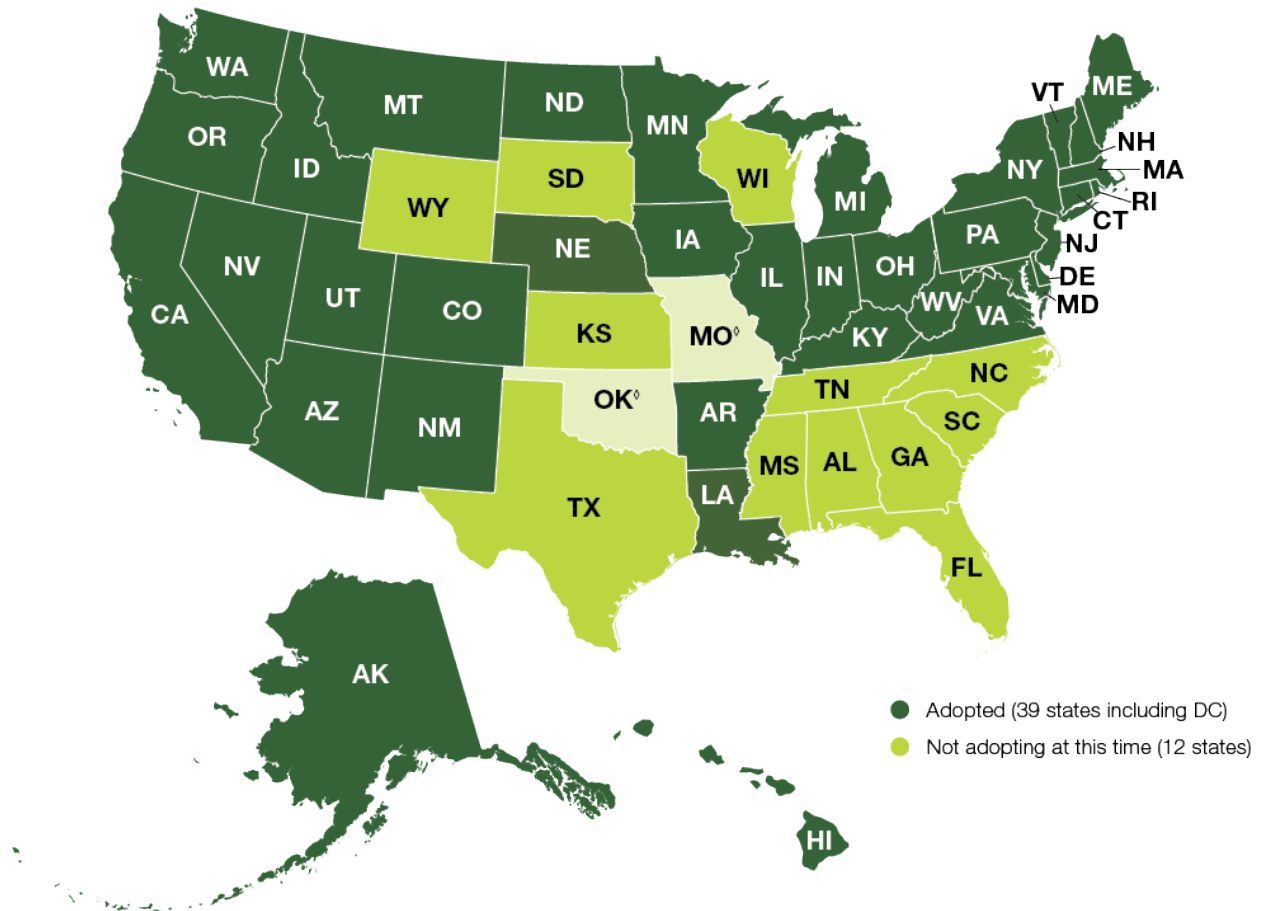 WA
MT
ND
MN
VT
ME
OR
ID
SD
WI
MI
NY
NH
MA
WY
RI
CT
NE
IA
PA
NJ
NV
UT
CO
IL
IN
OH
DE
MD
CA
KS
MO◊
WV
VA
KY
AZ
NM
OK◊
AR
TN
NC
SC
MS
AL
GA
TX
LA
FL
AK
HI
Adopted (39 states including DC)
Not adopting at this time (12 states)